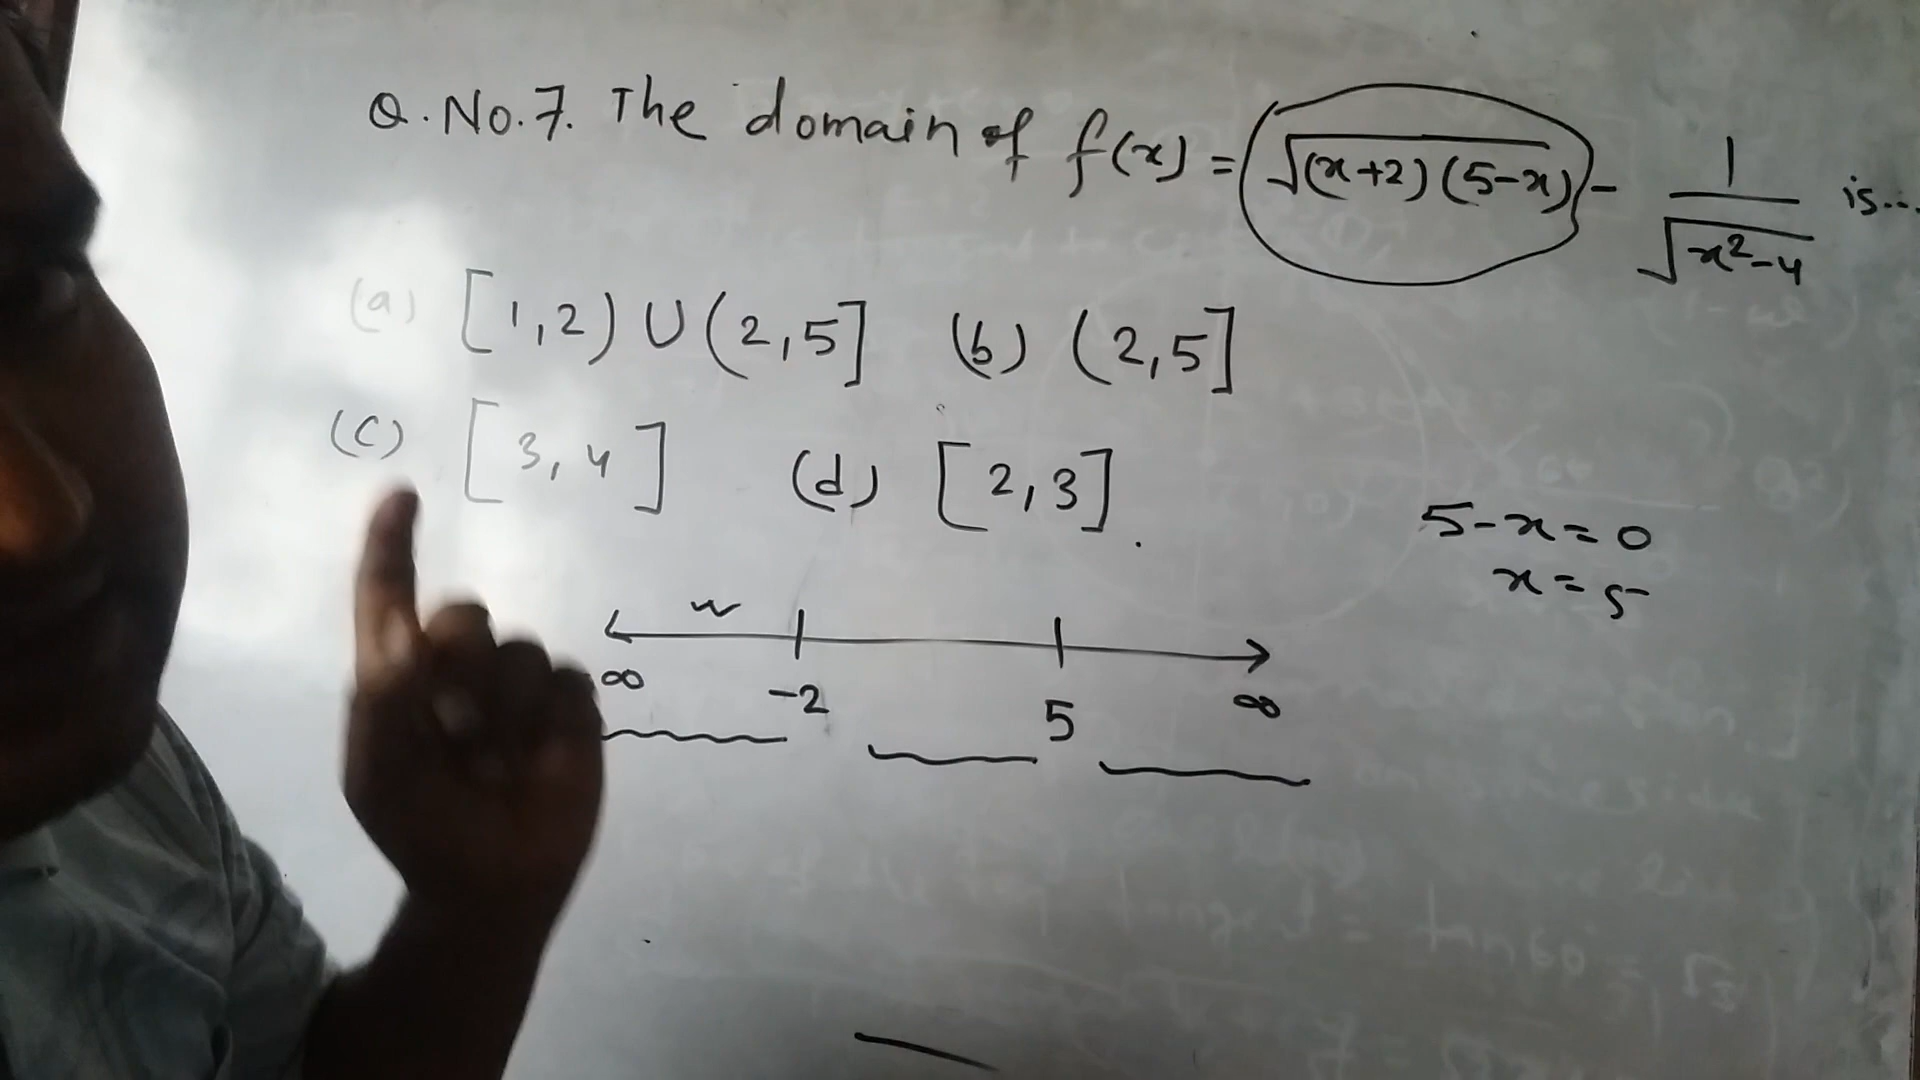 Q. No. 7. The domain of f(x) = √(x+2)(5-x) - 1/√x²-4 is...
(a) [1,2) ∪ (2,5] (b) (2,5]
(c) [3,4] (d) [2,3].
5-x=0
x=5
∞ -2 5 ∞